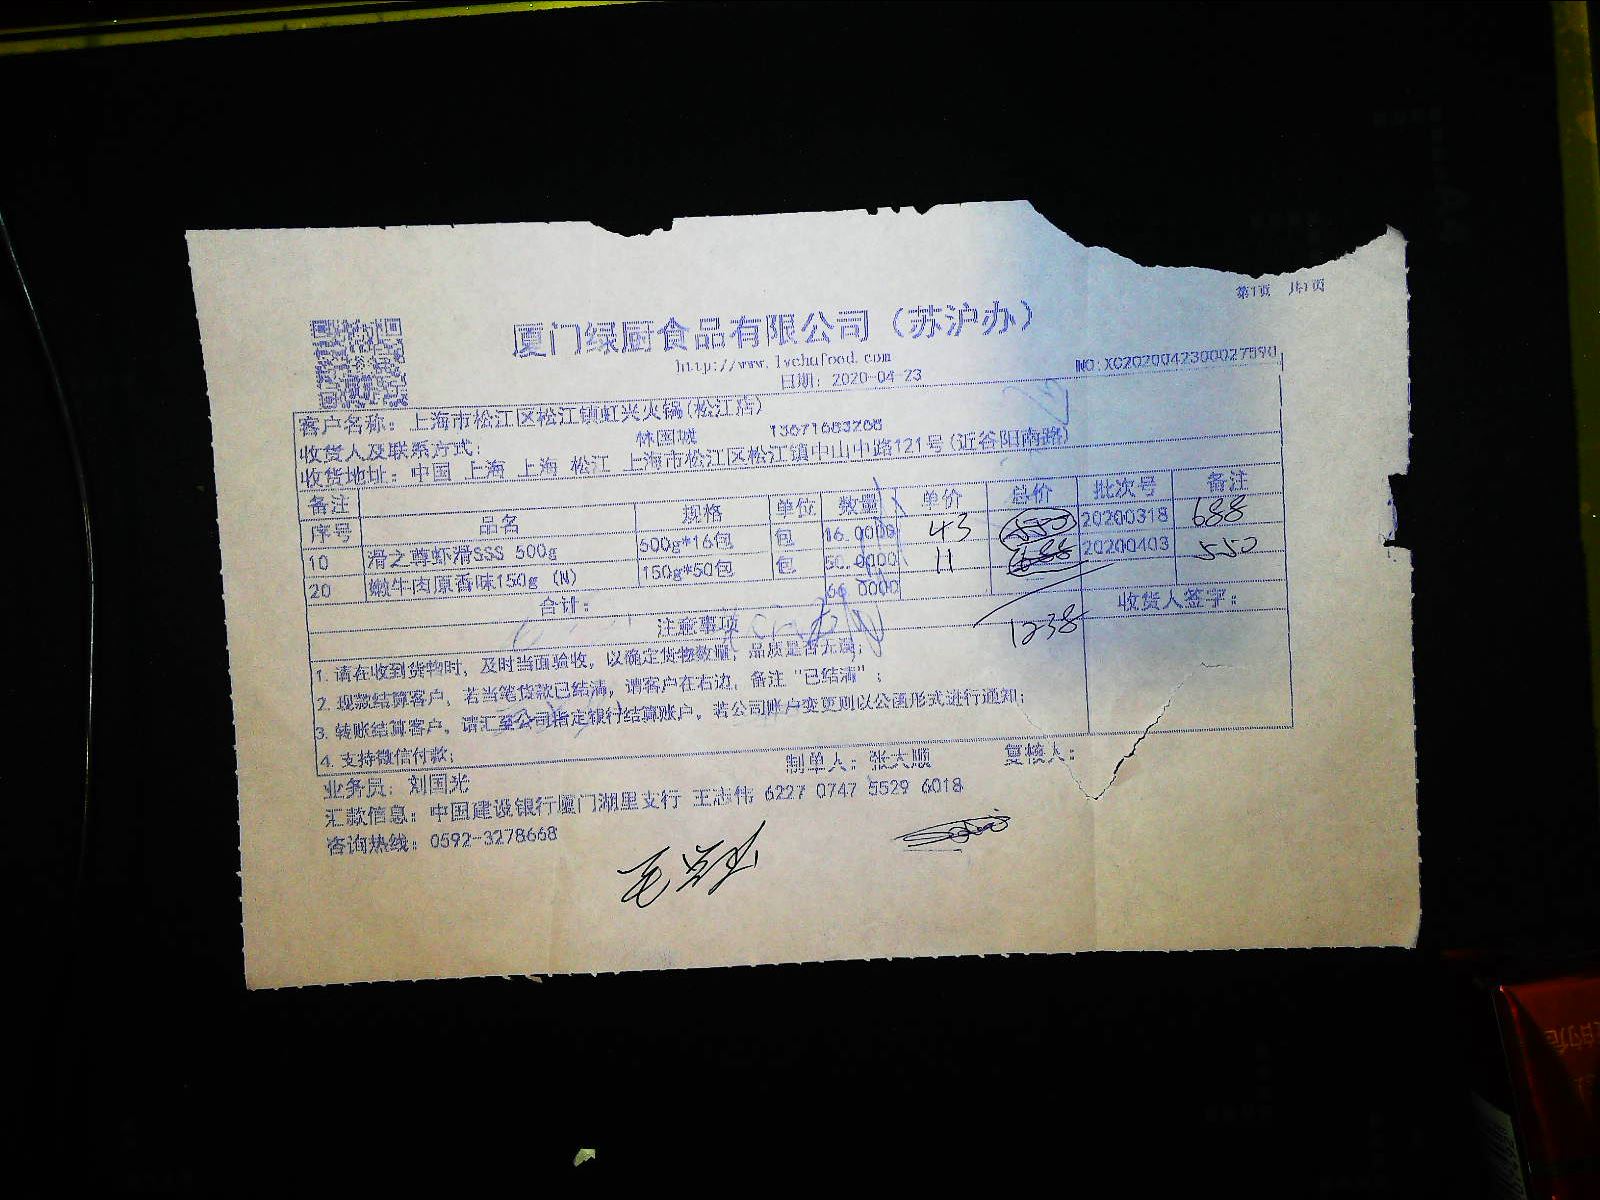 第1页 共1页
厦门绿厨食品有限公司（苏沪办）
http://www.lvchufood.com
日期: 2020-04-23
NO:XC2020042300027590
客户名称: 上海市松江区松江镇虹兴火锅(松江店)
收货人及联系方式: 林国城
收货地址: 中国 上海 上海 松江 上海市松江区松江镇中山中路121号(近谷阳南路)
备注
序号 品名 规格 单位 数量 单价 总价 批次号 备注
10 滑之尊虾滑SSS 500g 500g*16包 包 16.0000 43 20200318 688
20 嫩牛肉原香味150g (N) 150g*50包 包 50.0000 11 20200403 550
合计: 66.0000
1238
注意事项 收货人签字:
1. 请在收到货物时, 及时当面验收, 以确定货物数量, 品质是否无误;
2. 现款结算客户, 若当笔货款已结清, 请客户在右边, 备注 "已结清" ;
3. 转账结算客户, 请汇至公司指定银行结算账户, 若公司账户变更则以公函形式进行通知;
4. 支持微信付款;
业务员: 刘国光 制单人: 张大顺 复核人:
汇款信息: 中国建设银行厦门湖里支行 王志伟 6227 0747 5529 6018
咨询热线: 0592-3278668